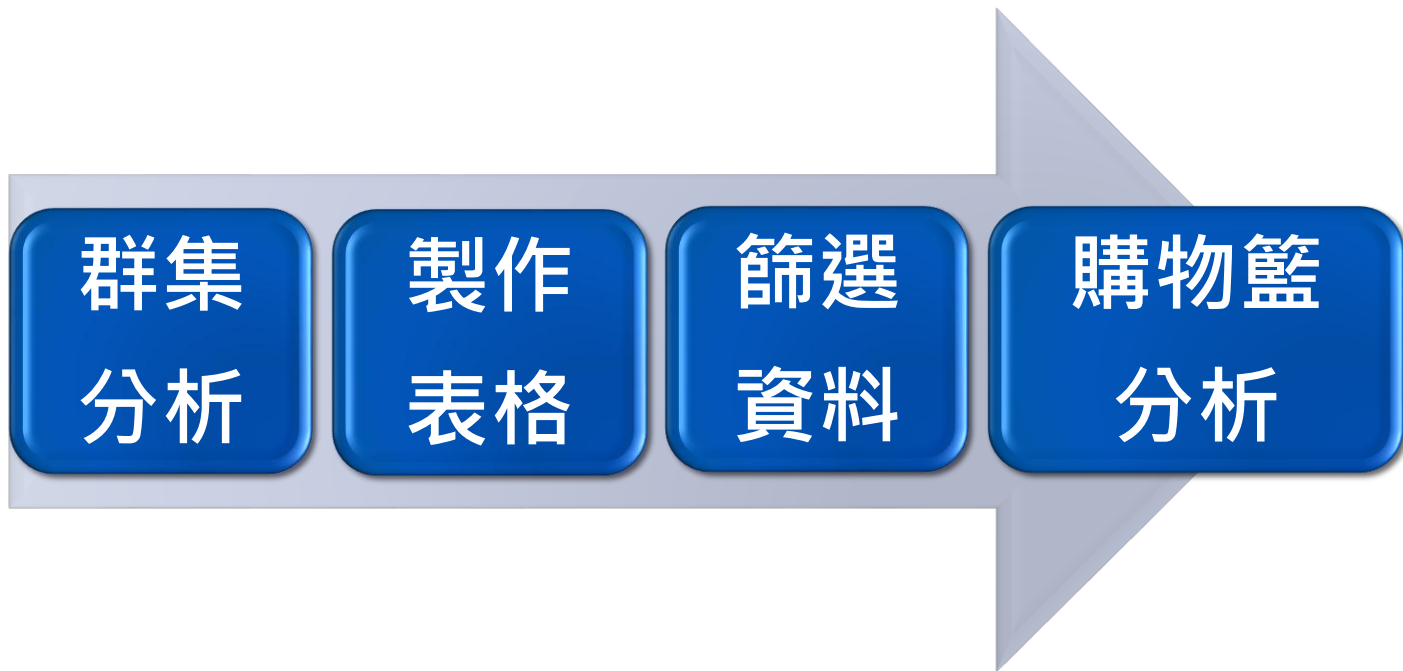 群集
分析
製作
表格
篩選
資料
購物籃
分析